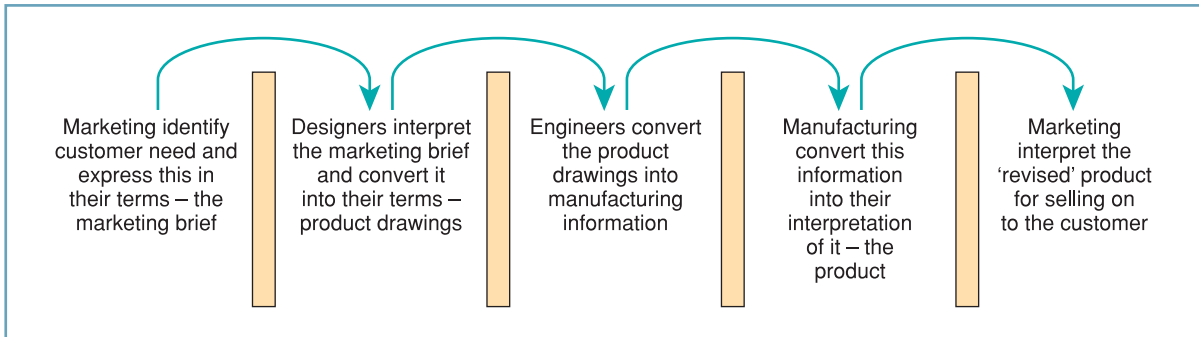 Marketing identify
customer need and
express this in
their terms – the
marketing brief
Designers interpret
the marketing brief
and convert it
into their terms –
product drawings
Engineers convert
the product
drawings into
manufacturing
information
Manufacturing
convert this
information
into their
interpretation
of it – the
product
Marketing
interpret the
‘revised’ product
for selling on
to the customer